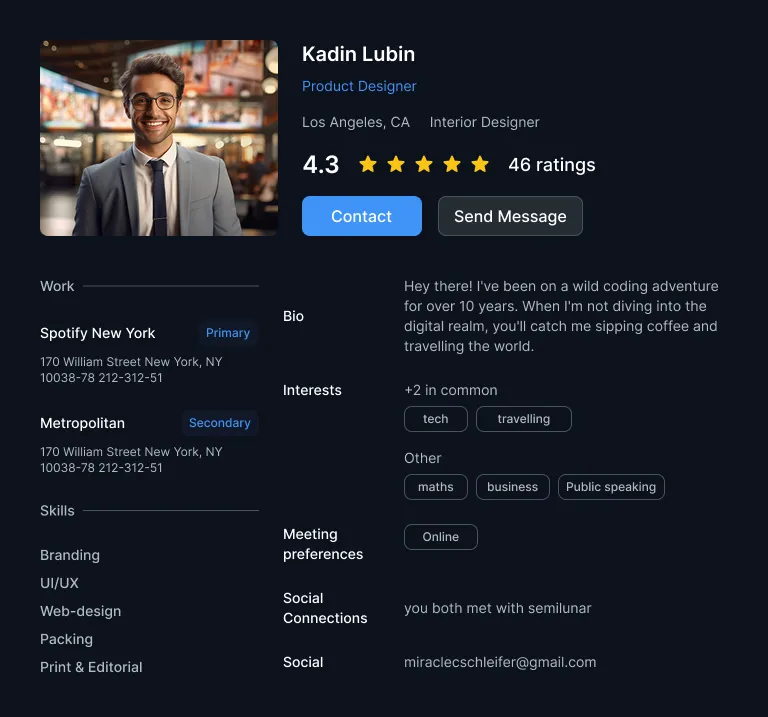 Kadin Lubin
Product Designer
Los Angeles, CA Interior Designer
4.3 46 ratings
Contact Send Message
Work
Spotify New York Primary
170 William Street New York, NY
10038-78 212-312-51
Metropolitan Secondary
170 William Street New York, NY
10038-78 212-312-51
Skills
Branding
UI/UX
Web-design
Packing
Print & Editorial
Bio
Hey there! I've been on a wild coding adventure
for over 10 years. When I'm not diving into the
digital realm, you'll catch me sipping coffee and
travelling the world.
Interests
+2 in common
tech travelling
Other
maths business Public speaking
Meeting
preferences
Online
Social
Connections
you both met with semilunar
Social
miraclecschleifer@gmail.com